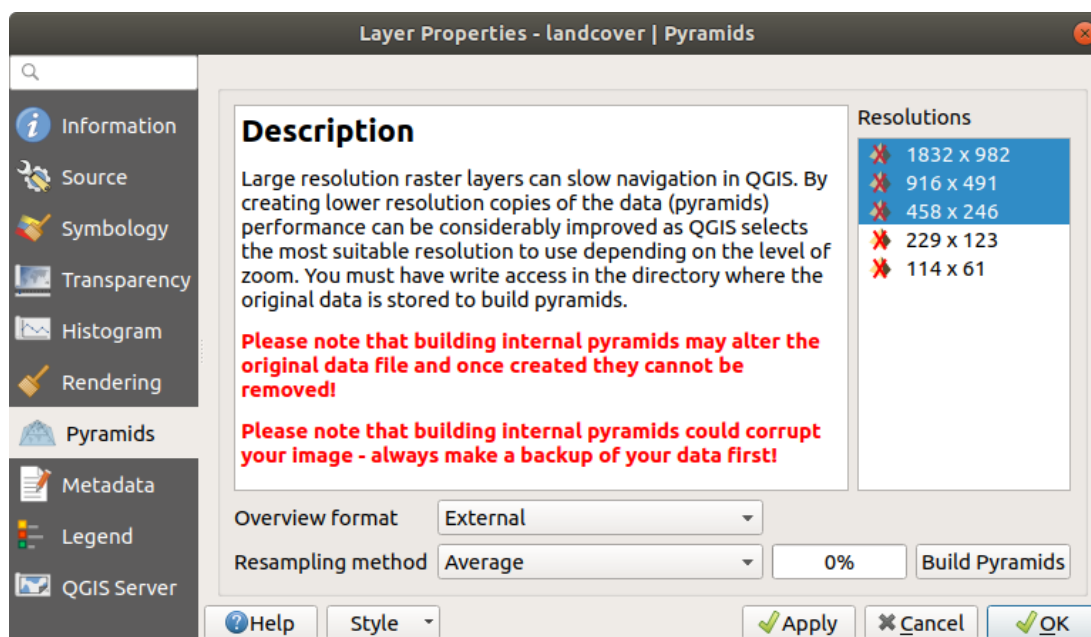 Layer Properties - landcover | Pyramids
Information
Source
Symbology
Transparency
Histogram
Rendering
Pyramids
Metadata
Legend
QGIS Server
Description
Large resolution raster layers can slow navigation in QGIS. By
creating lower resolution copies of the data (pyramids)
performance can be considerably improved as QGIS selects
the most suitable resolution to use depending on the level of
zoom. You must have write access in the directory where the
original data is stored to build pyramids.
Please note that building internal pyramids may alter the
original data file and once created they cannot be
removed!
Please note that building internal pyramids could corrupt
your image - always make a backup of your data first!
Resolutions
1832 x 982
916 x 491
458 x 246
229 x 123
114 x 61
Overview format External
Resampling method Average 0% Build Pyramids
Help Style Apply Cancel OK